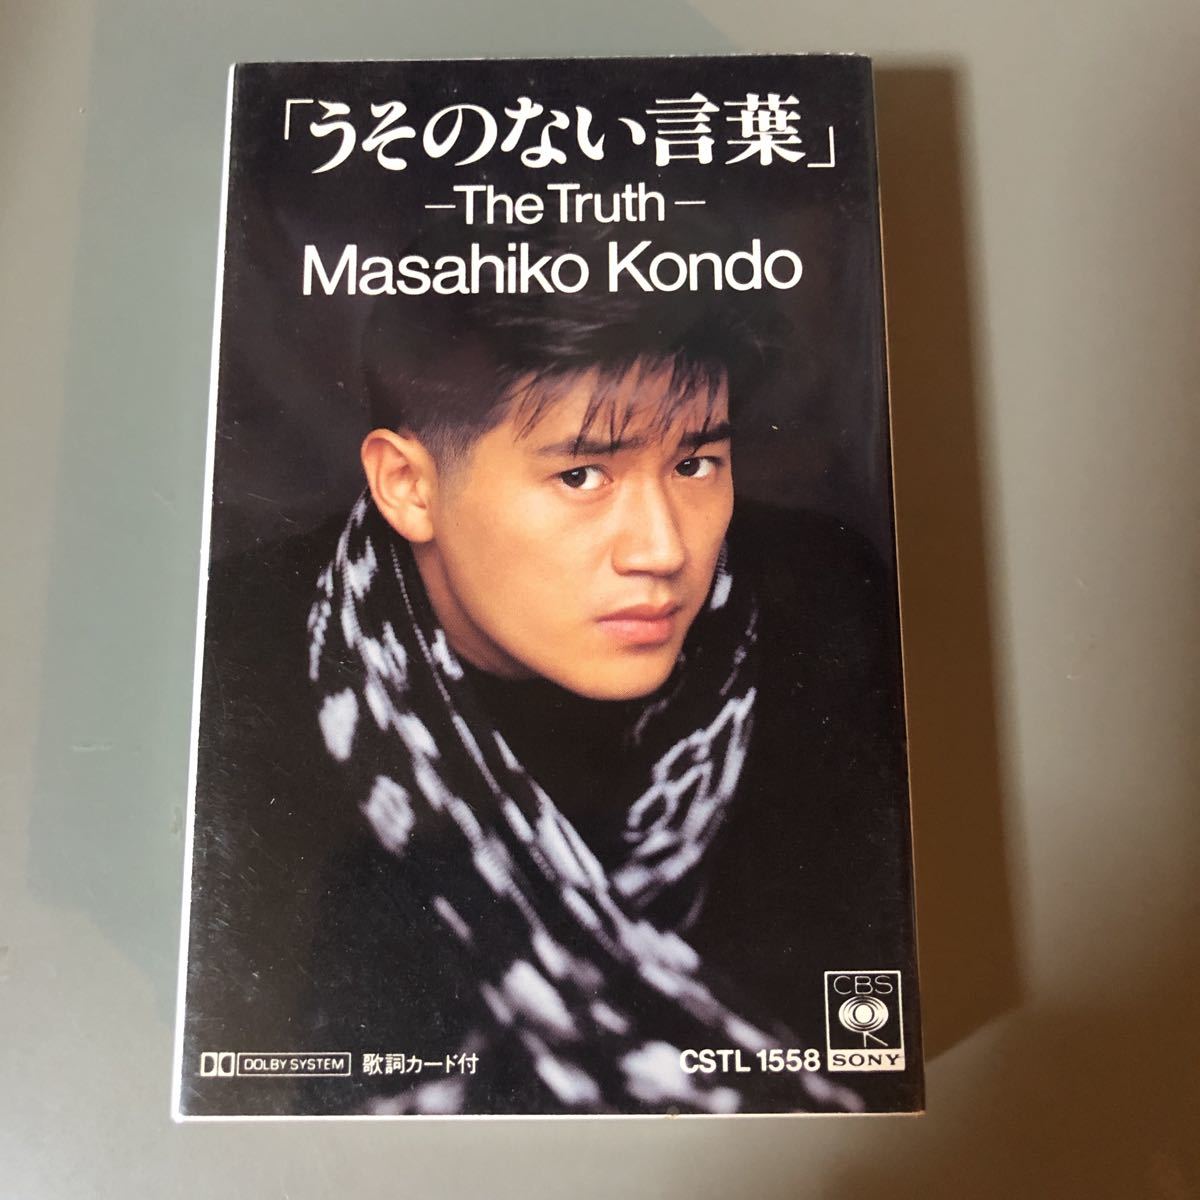 「うそのない言葉」
–The Truth–
Masahiko Kondo
DOLBY SYSTEM 歌詞カード付
CSTL 1558
CBS
SONY